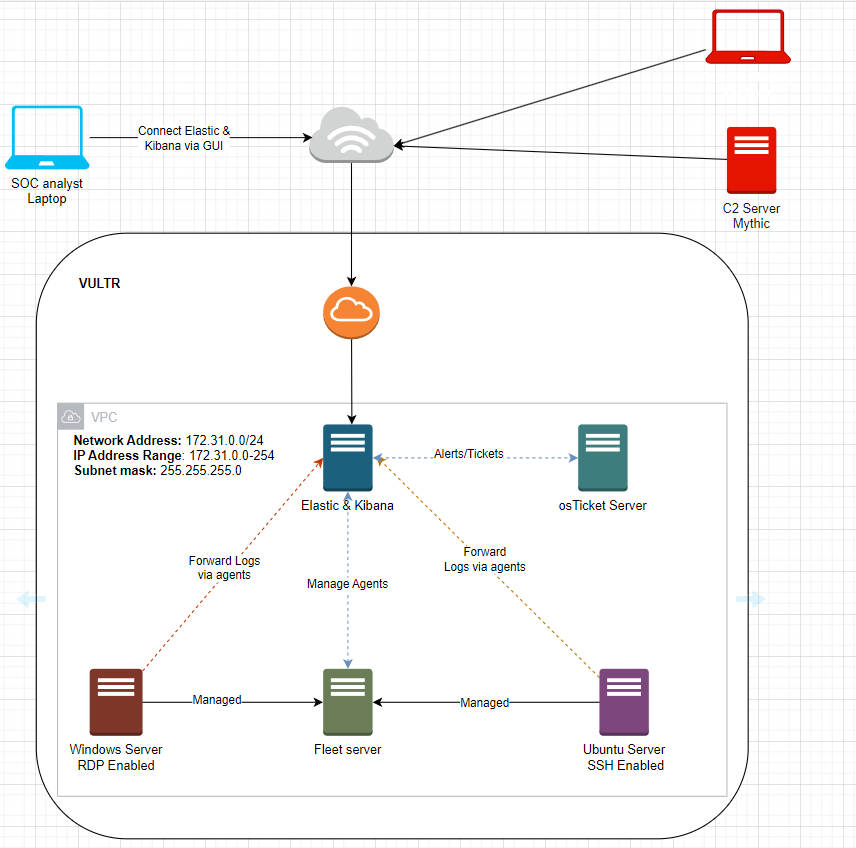 Connect Elastic &
Kibana via GUI
SOC analyst
Laptop
C2 Server
Mythic
VULTR
VPC
Network Address: 172.31.0.0/24
IP Address Range: 172.31.0.0-254
Subnet mask: 255.255.255.0
Alerts/Tickets
Elastic & Kibana
osTicket Server
Forward Logs
via agents
Forward
Logs via agents
Manage Agents
Managed
Managed
Windows Server
RDP Enabled
Fleet server
Ubuntu Server
SSH Enabled